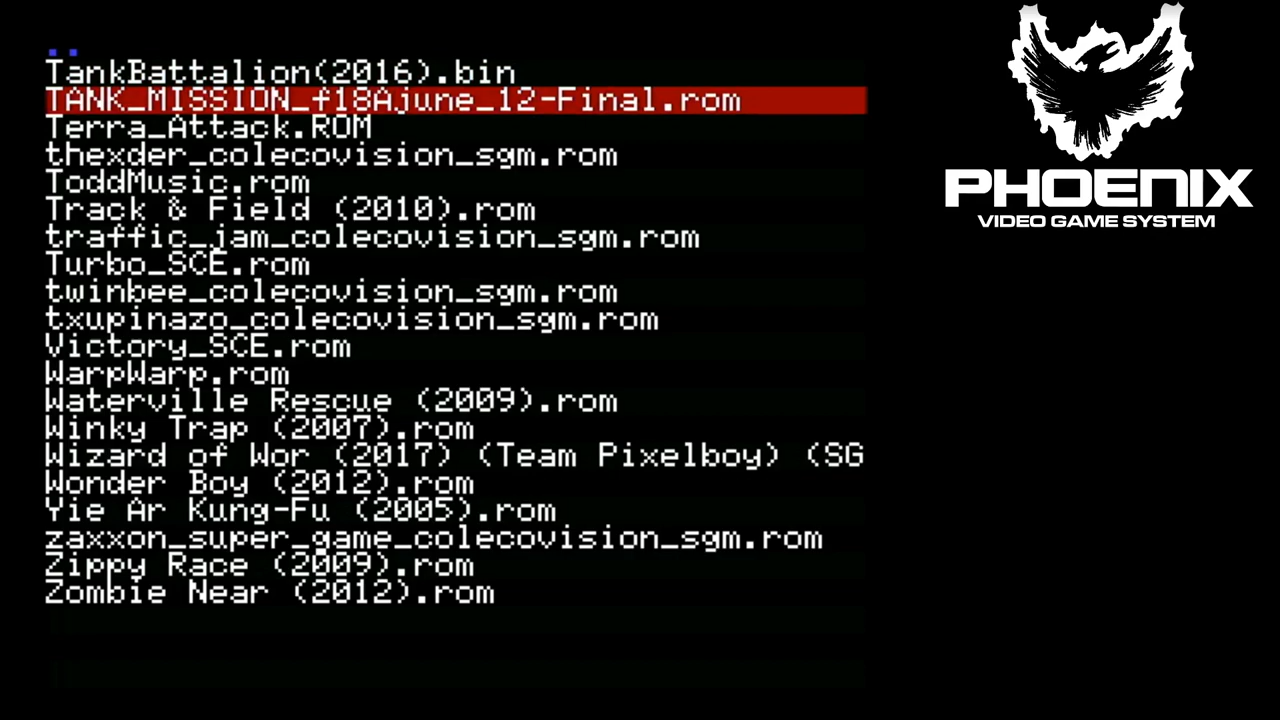 ..
TankBattalion(2016).bin
TANK_MISSION_f18Ajune_12-Final.rom
Terra_Attack.ROM
thexder_colecovision_sgm.rom
ToddMusic.rom
Track & Field (2010).rom
traffic_jam_colecovision_sgm.rom
Turbo_SCE.rom
twinbee_colecovision_sgm.rom
txupinazo_colecovision_sgm.rom
Victory_SCE.rom
WarpWarp.rom
Waterville Rescue (2009).rom
Winky Trap (2007).rom
Wizard of Wor (2017) (Team Pixelboy) (SG
Wonder Boy (2012).rom
Yie Ar Kung-Fu (2005).rom
zaxxon_super_game_colecovision_sgm.rom
Zippy Race (2009).rom
Zombie Near (2012).rom
PHOENIX
VIDEO GAME SYSTEM